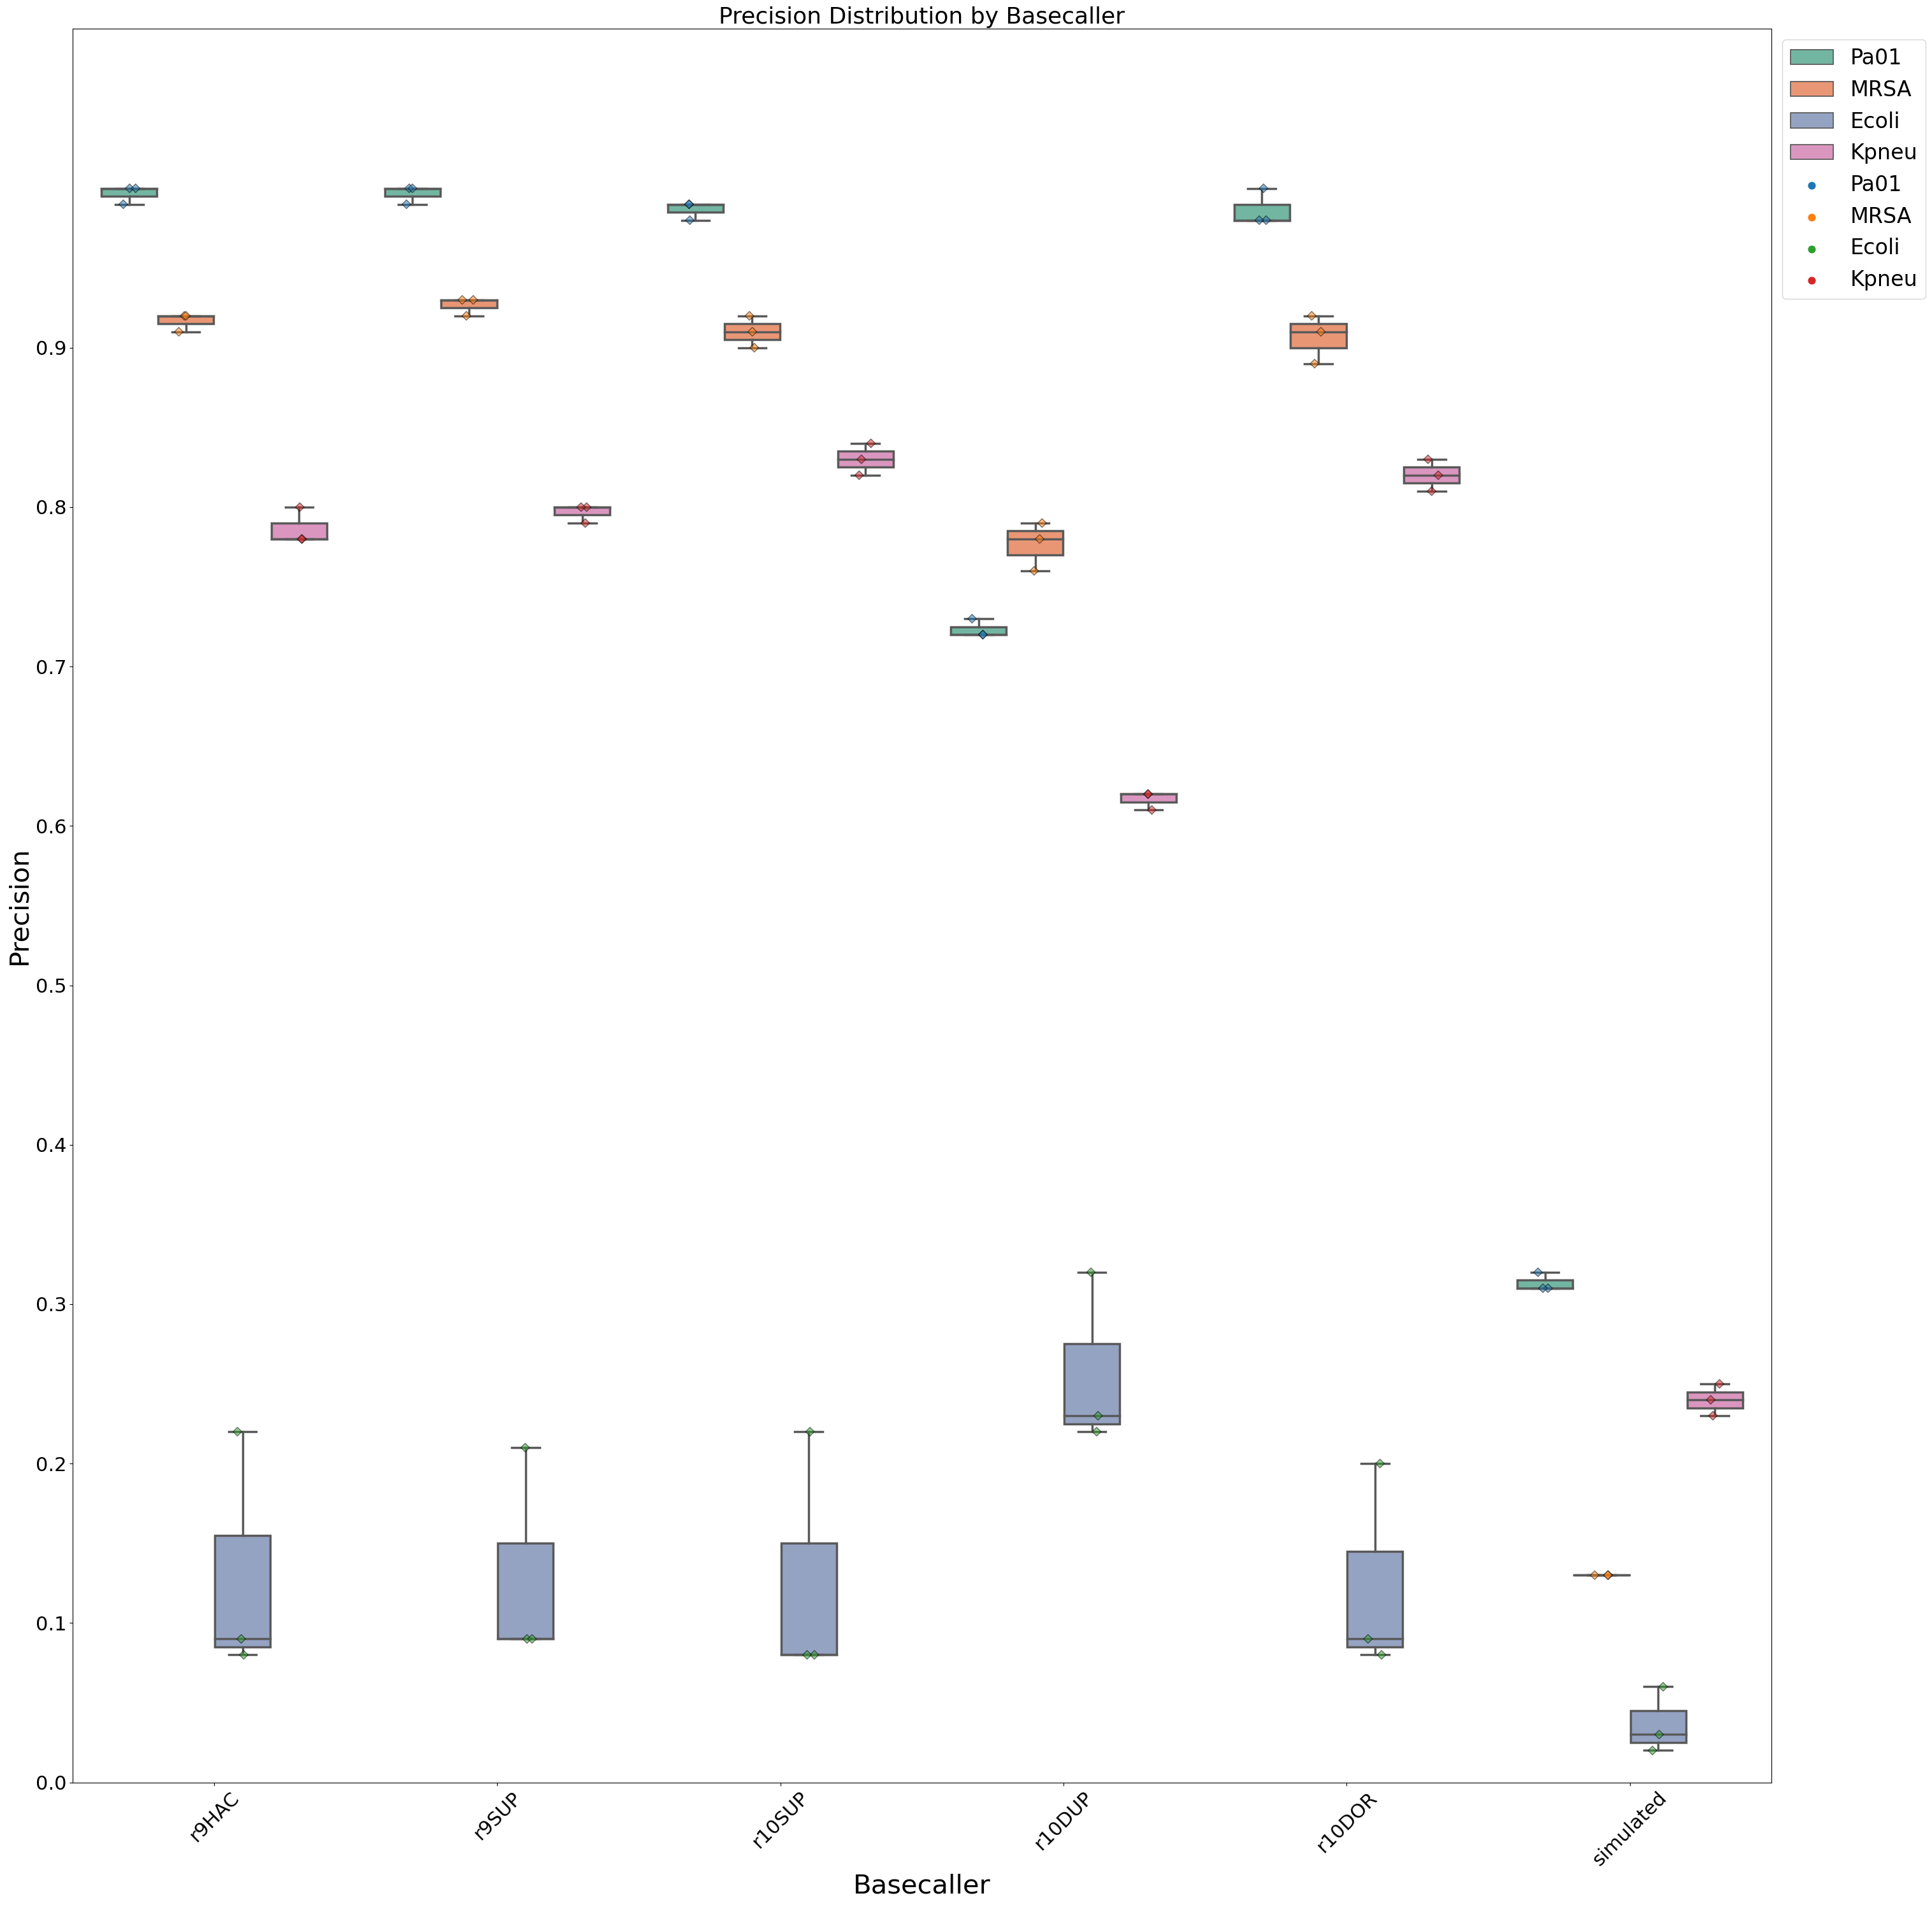 Precision Distribution by Basecaller
Pa01
MRSA
Ecoli
Kpneu
Pa01
MRSA
Ecoli
Kpneu
Precision
0.9
0.8
0.7
0.6
0.5
0.4
0.3
0.2
0.1
0.0
r9HAC
r9SUP
r10SUP
r10DUP
r10DOR
simulated
Basecaller